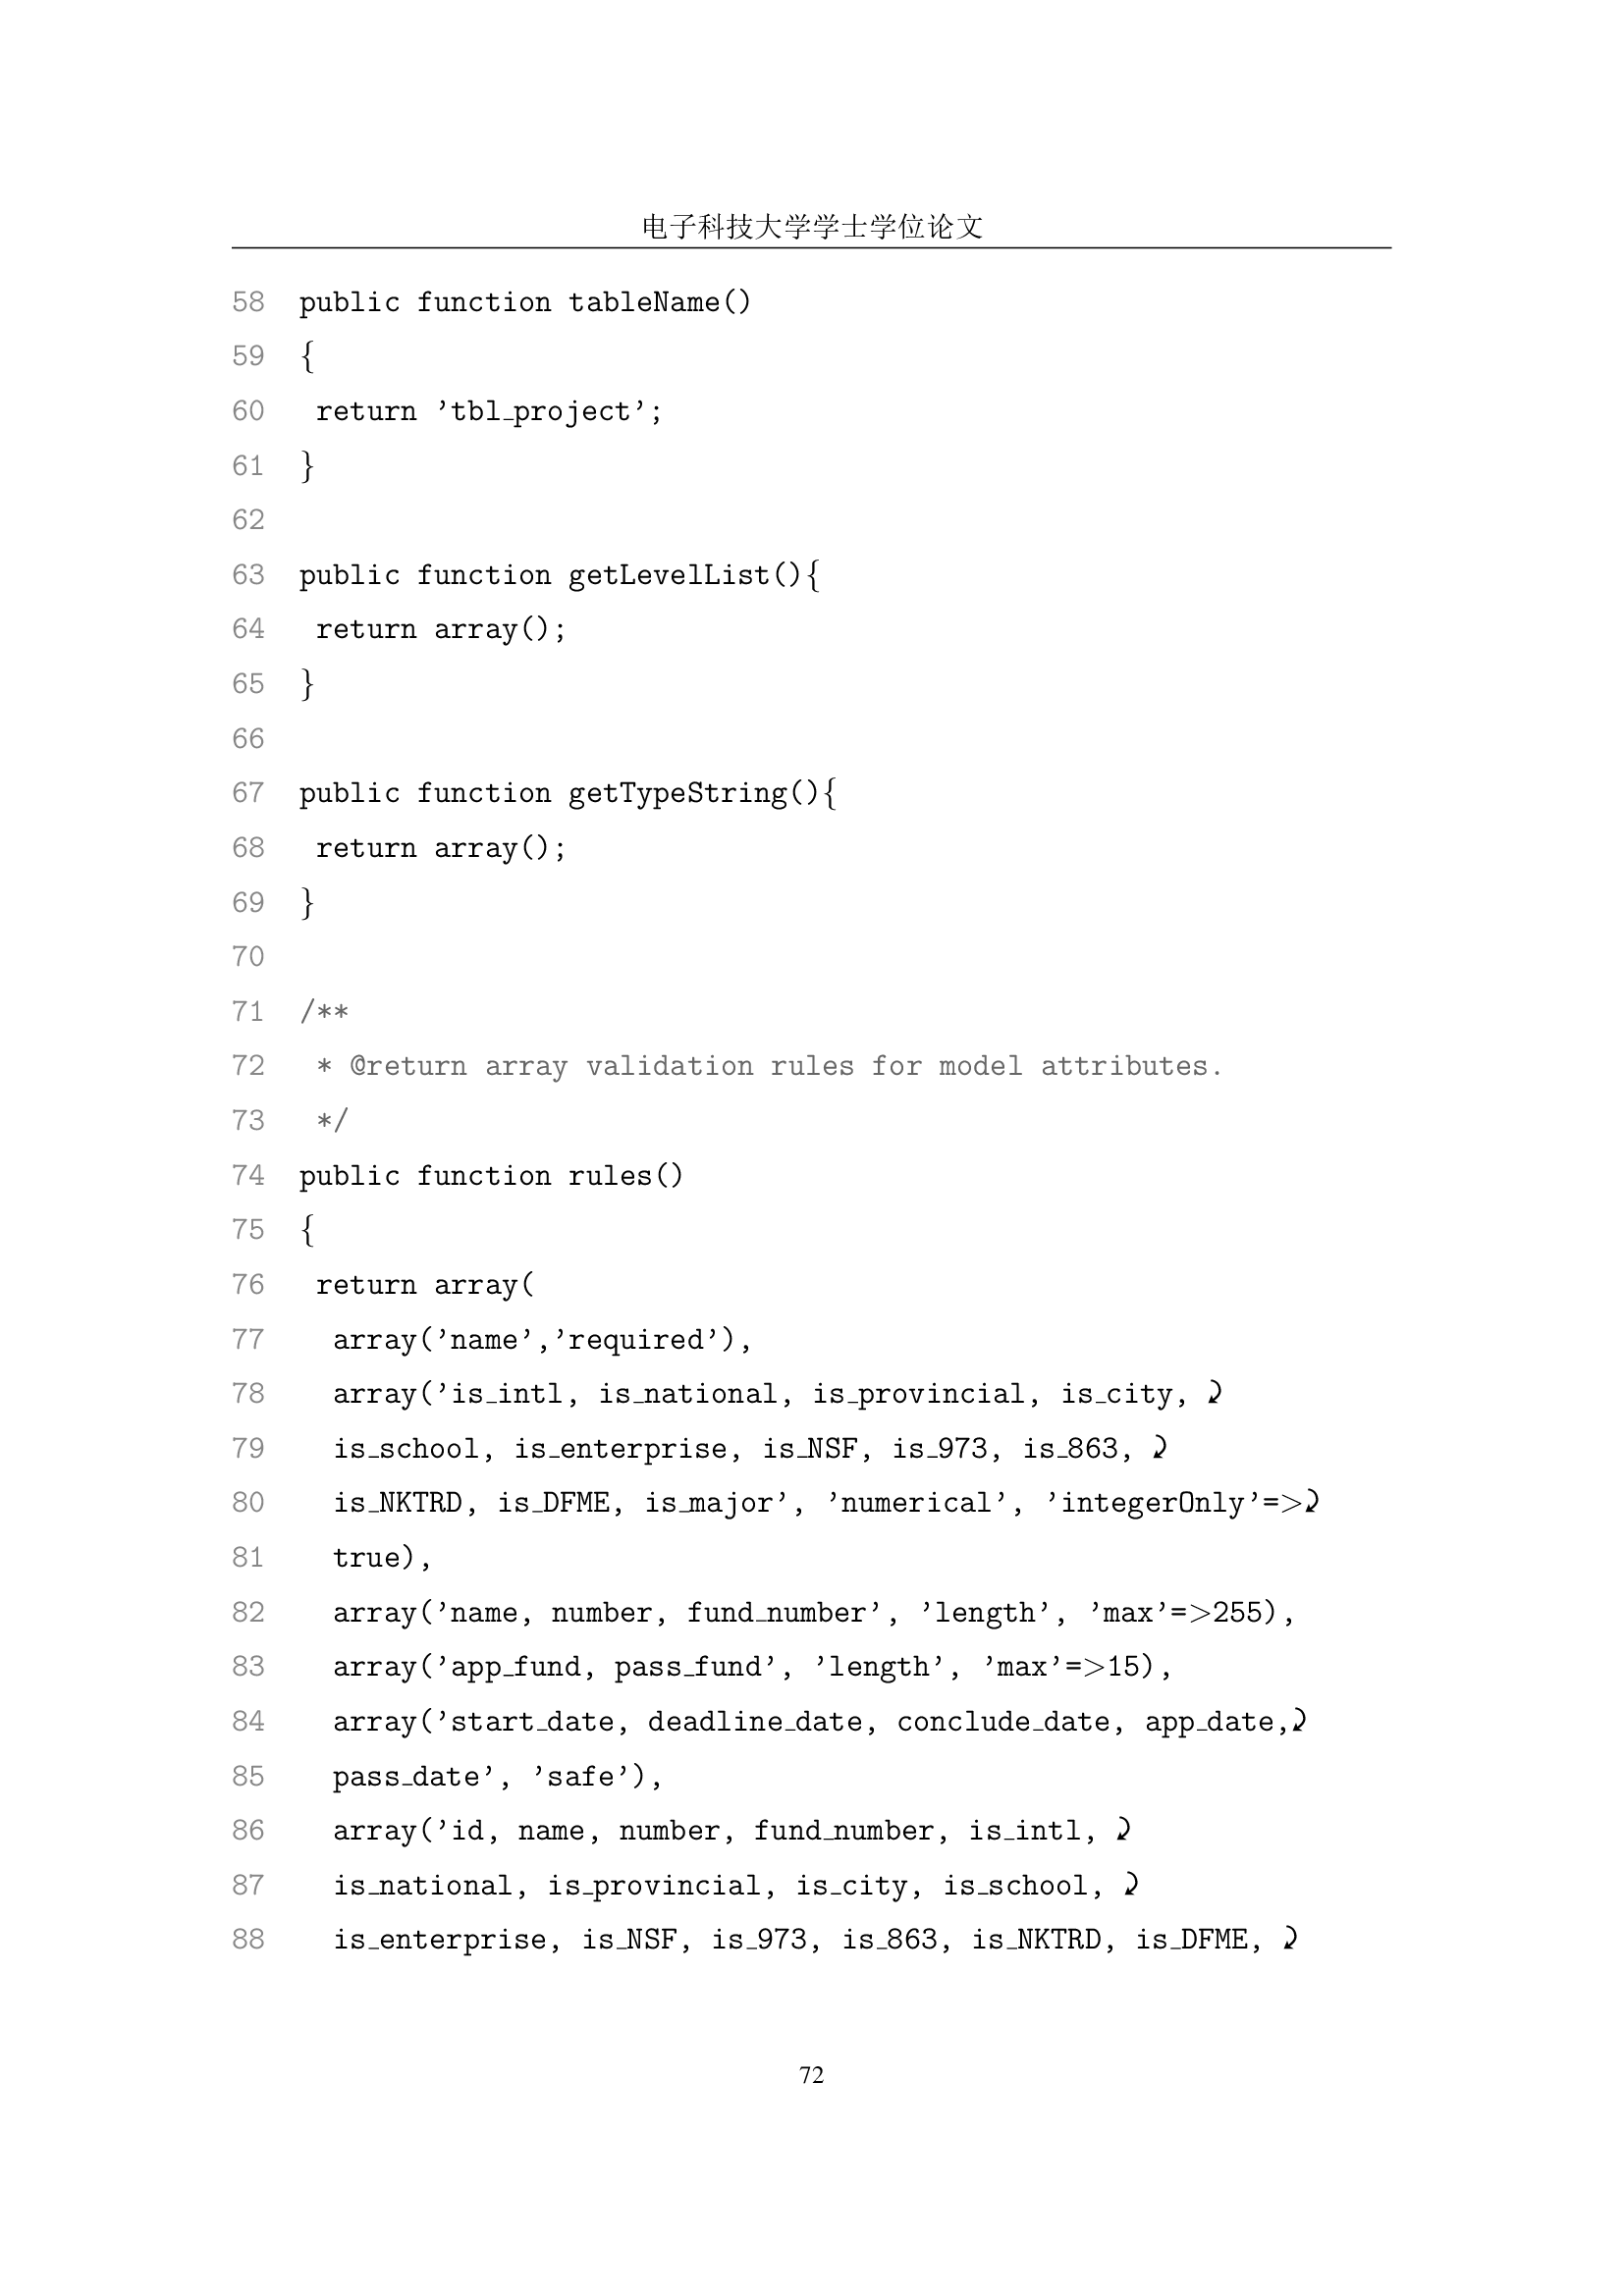 电子科技大学学士学位论文
58 public function tableName()
59 {
60  return 'tbl_project';
61 }
62
63 public function getLevelList(){
64  return array();
65 }
66
67 public function getTypeString(){
68  return array();
69 }
70
71 /**
72  * @return array validation rules for model attributes.
73  */
74 public function rules()
75 {
76  return array(
77   array('name','required'),
78   array('is_intl, is_national, is_provincial, is_city, ⤸
79   is_school, is_enterprise, is_NSF, is_973, is_863, ⤸
80   is_NKTRD, is_DFME, is_major', 'numerical', 'integerOnly'=>⤸
81   true),
82   array('name, number, fund_number', 'length', 'max'=>255),
83   array('app_fund, pass_fund', 'length', 'max'=>15),
84   array('start_date, deadline_date, conclude_date, app_date,⤸
85   pass_date', 'safe'),
86   array('id, name, number, fund_number, is_intl, ⤸
87   is_national, is_provincial, is_city, is_school, ⤸
88   is_enterprise, is_NSF, is_973, is_863, is_NKTRD, is_DFME, ⤸
72